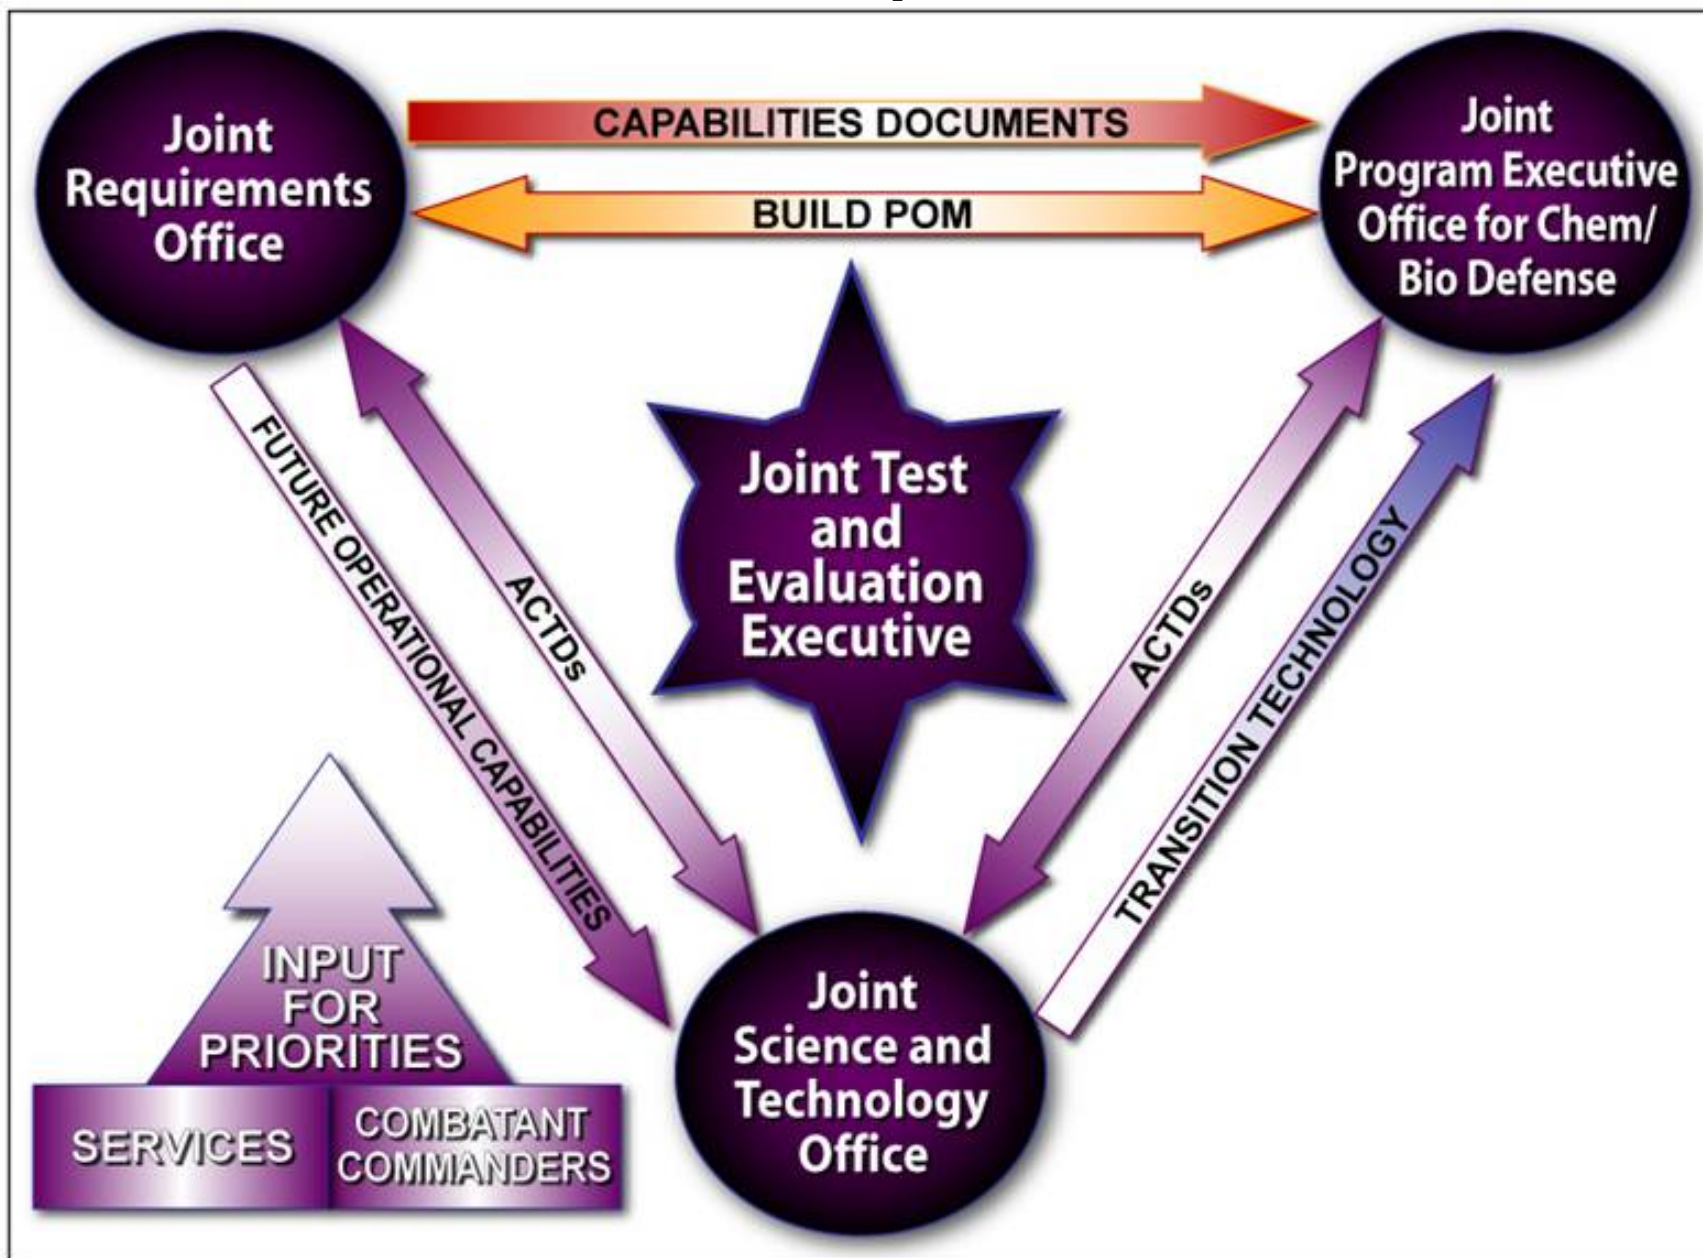 Joint
Requirements
Office
CAPABILITIES DOCUMENTS
BUILD POM
Joint
Program Executive
Office for Chem/
Bio Defense
FUTURE OPERATIONAL CAPABILITIES
ACTDs
Joint Test
and
Evaluation
Executive
ACTDs
TRANSITION TECHNOLOGY
INPUT
FOR
PRIORITIES
SERVICES
COMBATANT
COMMANDERS
Joint
Science and
Technology
Office